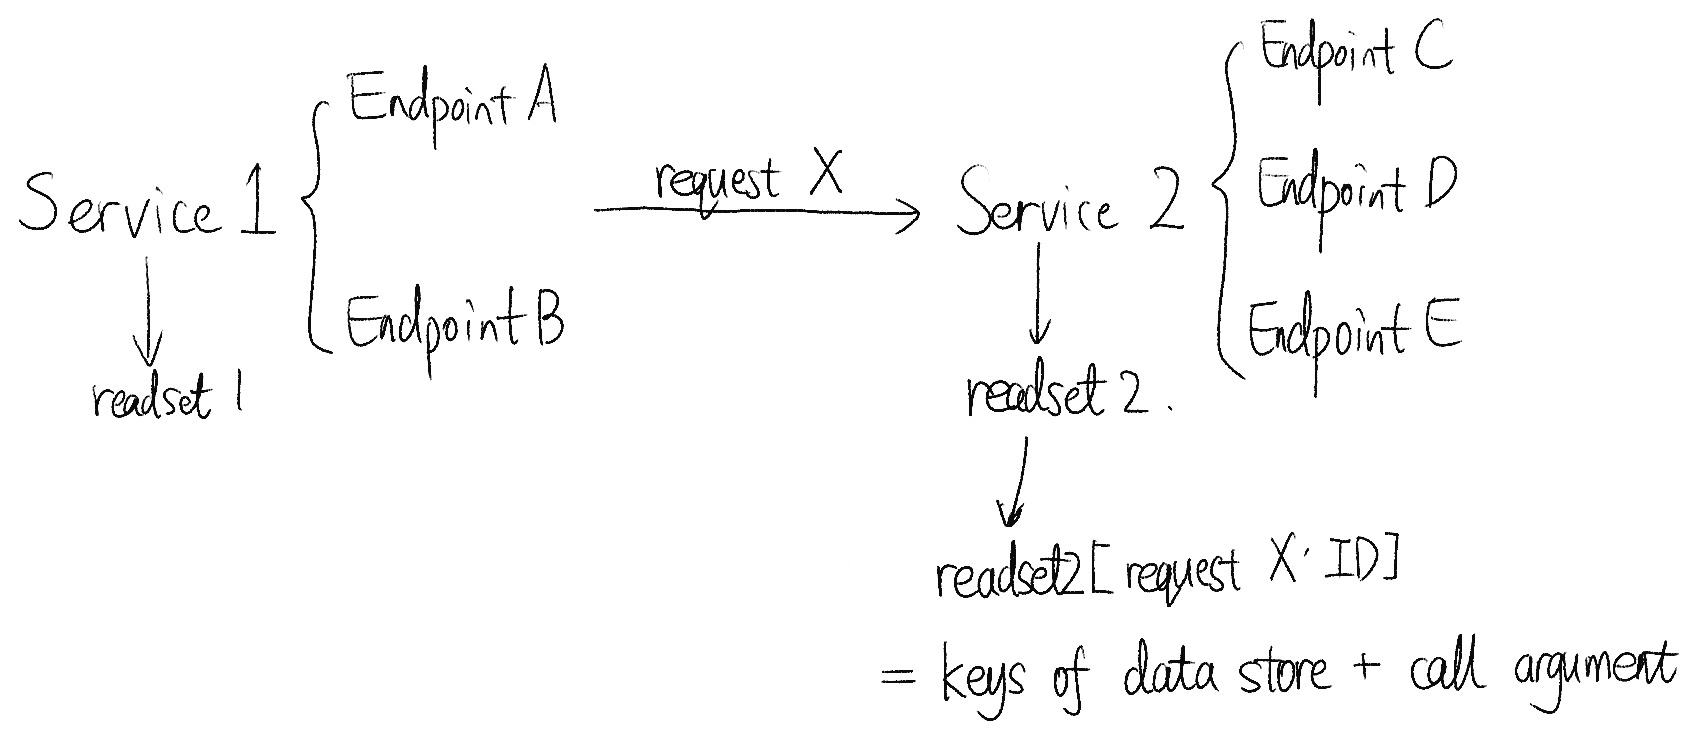 Service 1
Endpoint A
Endpoint B
readset 1
request X
Service 2
Endpoint C
Endpoint D
Endpoint E
readset 2.
readset2[request X·ID]
= keys of data store + call argument